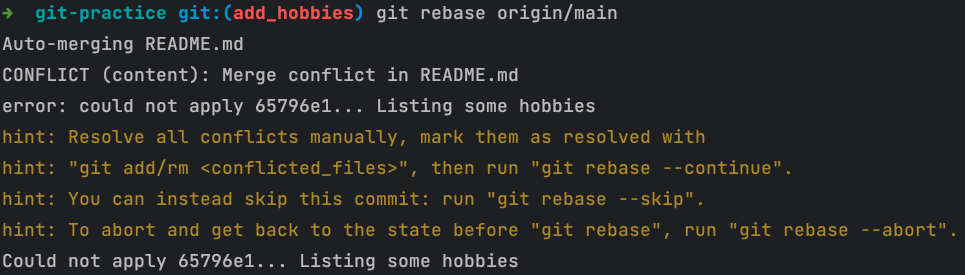 ➜ git-practice git:(add_hobbies) git rebase origin/main
Auto-merging README.md
CONFLICT (content): Merge conflict in README.md
error: could not apply 65796e1... Listing some hobbies
hint: Resolve all conflicts manually, mark them as resolved with
hint: "git add/rm <conflicted_files>", then run "git rebase --continue".
hint: You can instead skip this commit: run "git rebase --skip".
hint: To abort and get back to the state before "git rebase", run "git rebase --abort".
Could not apply 65796e1... Listing some hobbies